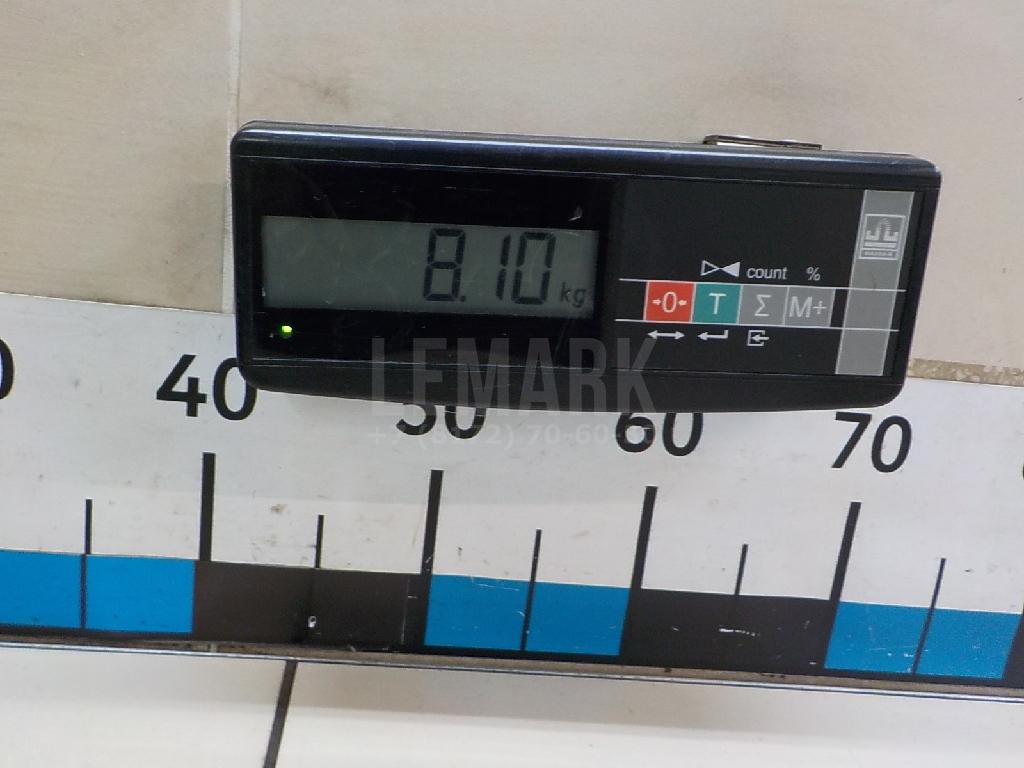 8.10 kg
count %
→0← T Σ M+
LEMARK
40 50 60 70